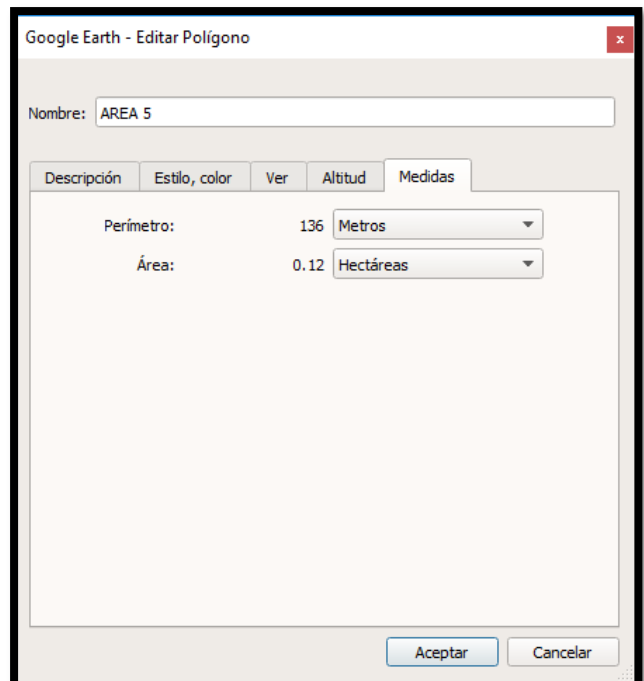 Google Earth - Editar Polígono
x
Nombre: AREA 5
Descripción Estilo, color Ver Altitud Medidas
Perímetro: 136 Metros
Área: 0.12 Hectáreas
Aceptar Cancelar